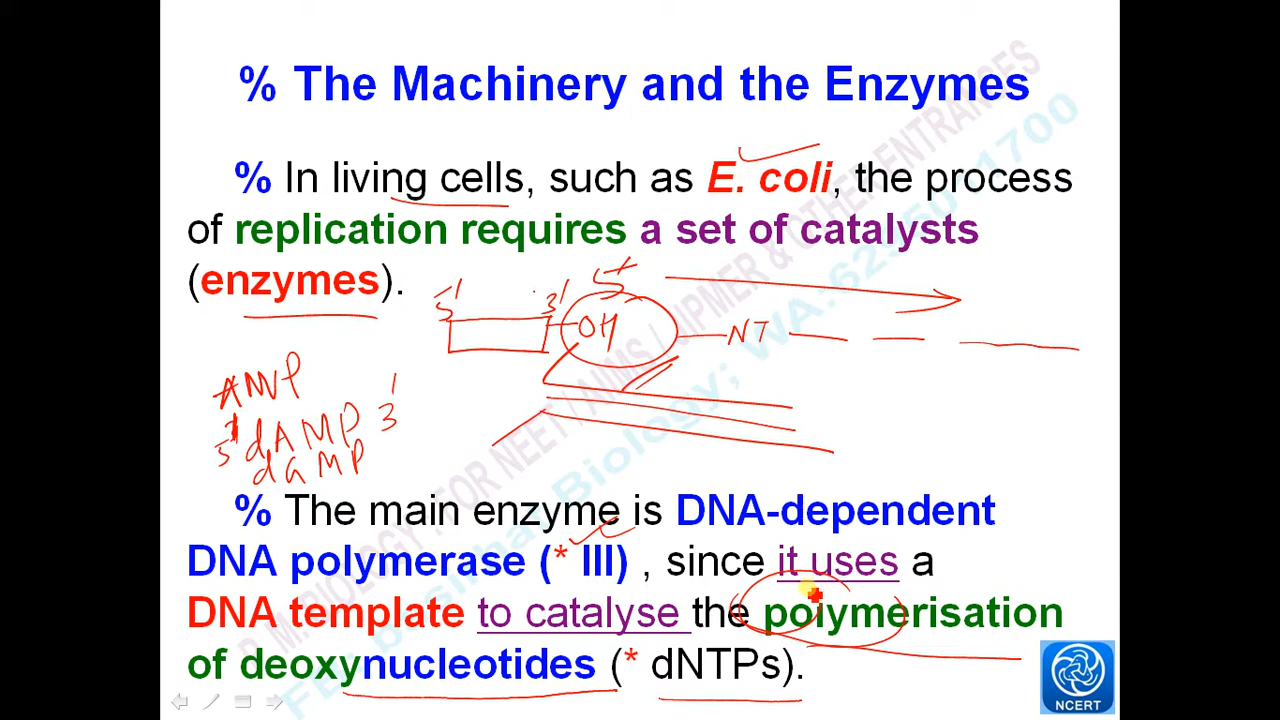 % The Machinery and the Enzymes
% In living cells, such as E. coli, the process
of replication requires a set of catalysts
(enzymes).
5' 3' OH 5' NT
AMP
5' dAMP 3'
dGMP
% The main enzyme is DNA-dependent
DNA polymerase (* III) , since it uses a
DNA template to catalyse the polymerisation
of deoxynucleotides (* dNTPs).
NCERT